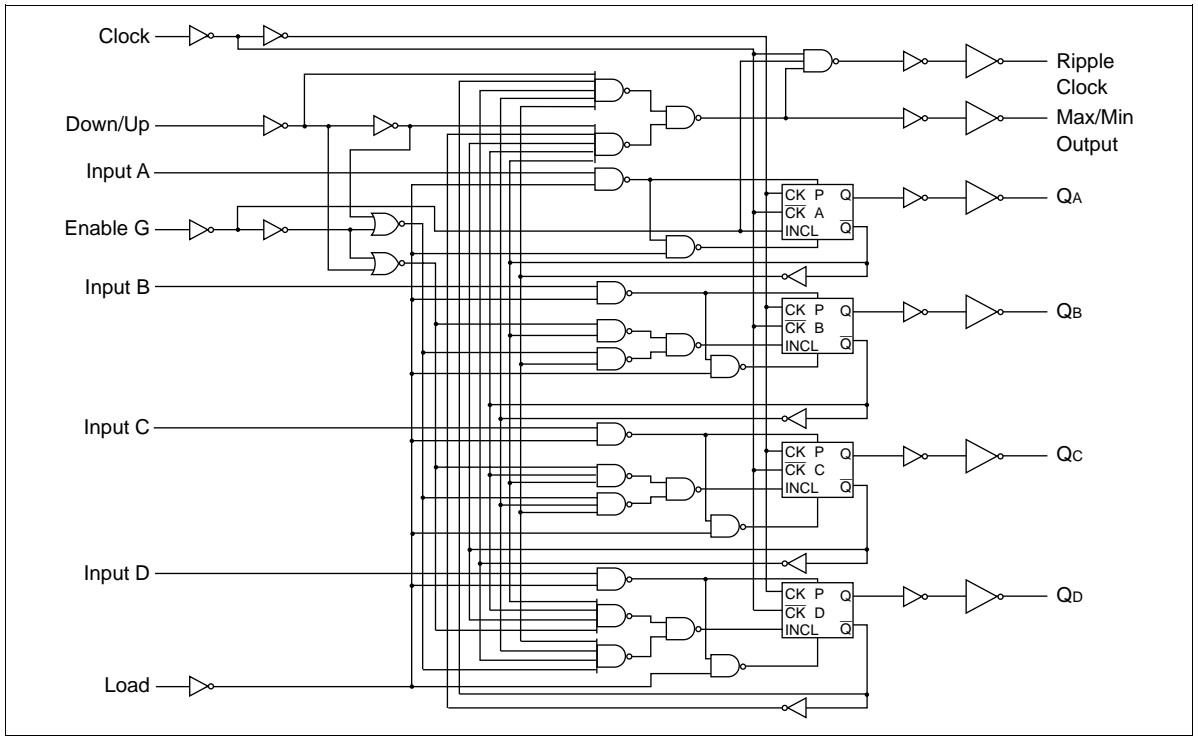 Clock
Ripple
Clock
Down/Up
Max/Min
Output
Input A
CK P Q
QA
CK A
Enable G
INCL Q
Input B
CK P Q
QB
CK B
INCL Q
Input C
CK P Q
QC
CK C
INCL Q
Input D
CK P Q
QD
CK D
INCL Q
Load